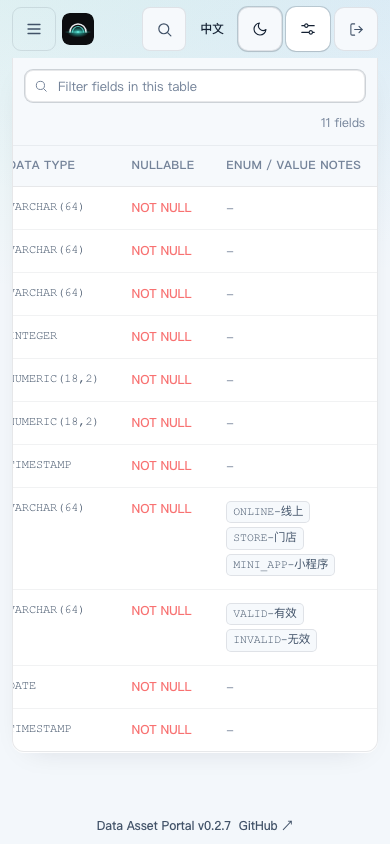 中文
Filter fields in this table
11 fields
DATA TYPE NULLABLE ENUM / VALUE NOTES
VARCHAR(64) NOT NULL –
VARCHAR(64) NOT NULL –
VARCHAR(64) NOT NULL –
INTEGER NOT NULL –
NUMERIC(18,2) NOT NULL –
NUMERIC(18,2) NOT NULL –
TIMESTAMP NOT NULL –
VARCHAR(64) NOT NULL ONLINE-线上
STORE-门店
MINI_APP-小程序
VARCHAR(64) NOT NULL VALID-有效
INVALID-无效
DATE NOT NULL –
TIMESTAMP NOT NULL –
Data Asset Portal v0.2.7 GitHub ↗